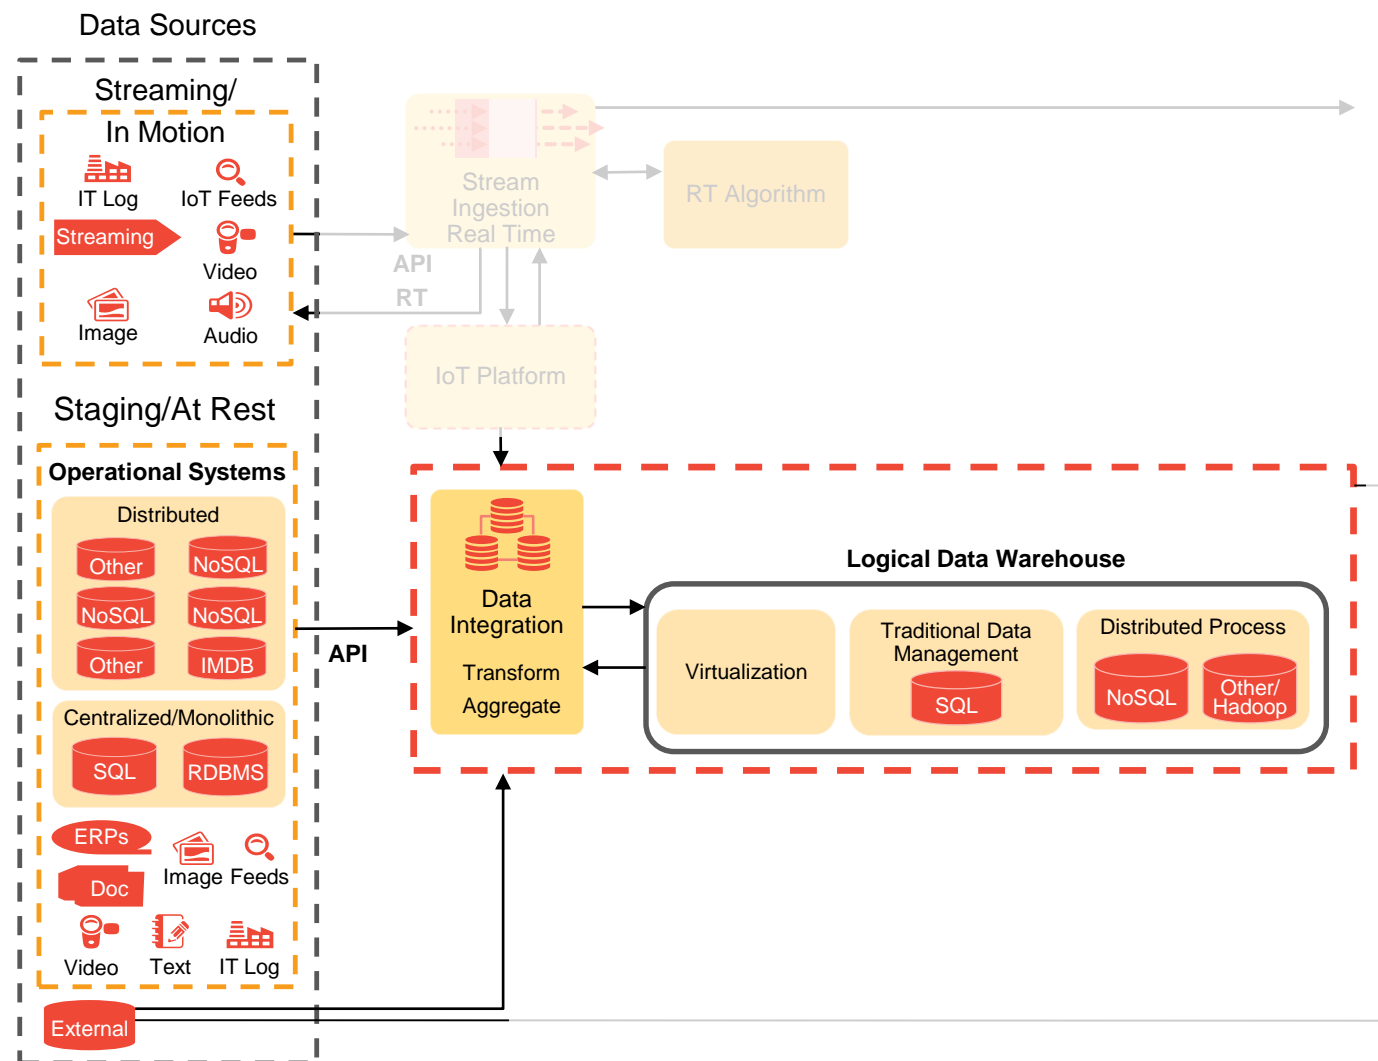 Data Sources
Streaming/
In Motion
IT Log
IoT Feeds
Streaming
Video
Image
Audio
Stream
Ingestion
Real Time
RT Algorithm
API
RT
IoT Platform
Staging/At Rest
Operational Systems
Distributed
Other
NoSQL
NoSQL
NoSQL
Other
IMDB
Centralized/Monolithic
SQL
RDBMS
ERPs
Doc
Image
Feeds
Video
Text
IT Log
External
API
Data
Integration
Transform
Aggregate
Logical Data Warehouse
Virtualization
Traditional Data
Management
SQL
Distributed Process
NoSQL
Other/
Hadoop